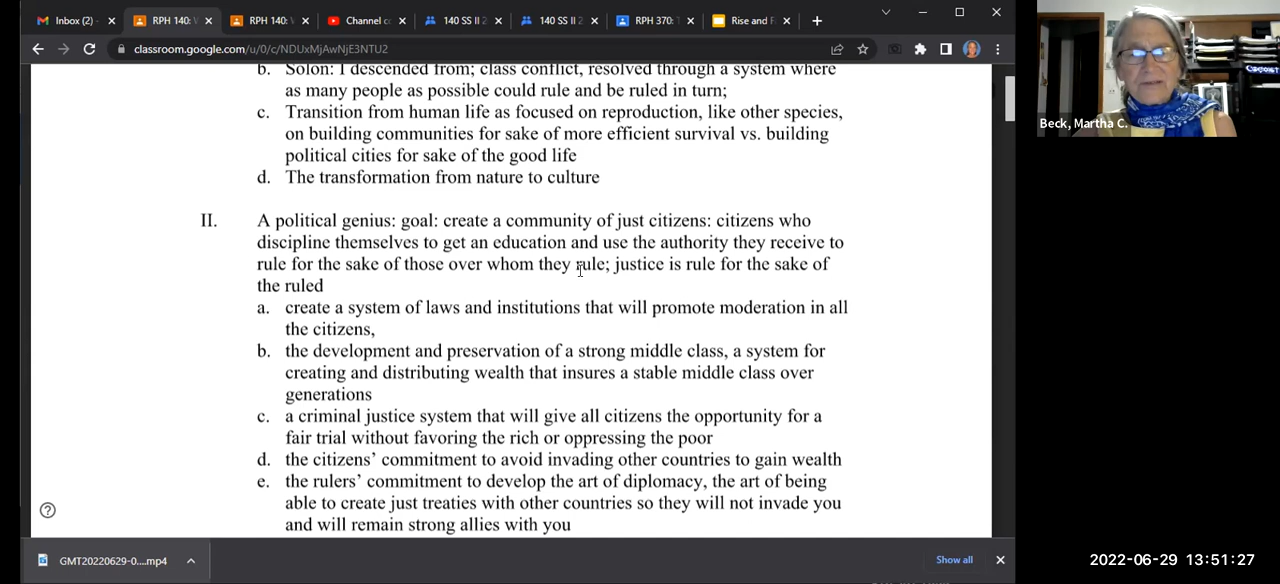 Inbox (2) -
RPH 140: V
RPH 140: V
Channel co
140 SS II 2
140 SS II 2
RPH 370: T
Rise and F
classroom.google.com/u/0/c/NDUxMjAwNjE3NTU2
b. Solon: I descended from; class conflict, resolved through a system where
as many people as possible could rule and be ruled in turn;
c. Transition from human life as focused on reproduction, like other species,
on building communities for sake of more efficient survival vs. building
political cities for sake of the good life
d. The transformation from nature to culture
II. A political genius: goal: create a community of just citizens: citizens who
discipline themselves to get an education and use the authority they receive to
rule for the sake of those over whom they rule; justice is rule for the sake of
the ruled
a. create a system of laws and institutions that will promote moderation in all
the citizens,
b. the development and preservation of a strong middle class, a system for
creating and distributing wealth that insures a stable middle class over
generations
c. a criminal justice system that will give all citizens the opportunity for a
fair trial without favoring the rich or oppressing the poor
d. the citizens’ commitment to avoid invading other countries to gain wealth
e. the rulers’ commitment to develop the art of diplomacy, the art of being
able to create just treaties with other countries so they will not invade you
and will remain strong allies with you
GMT20220629-0....mp4
Show all
Beck, Martha C.
2022-06-29 13:51:27